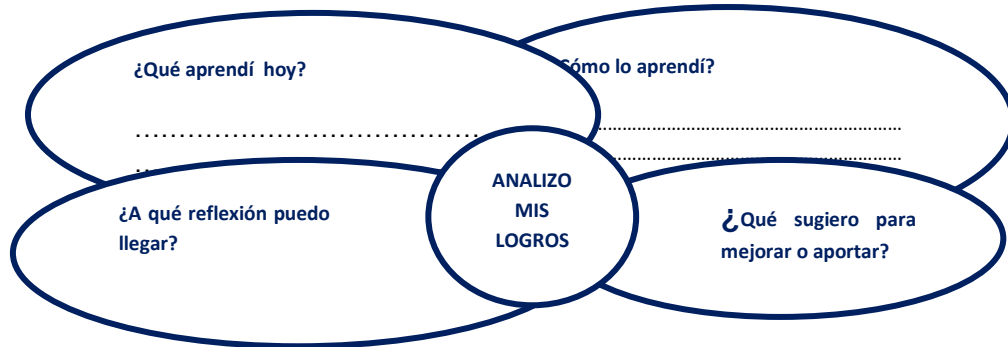 ¿Qué aprendí hoy?
Cómo lo aprendí?
......................................
..............................................................
..
..............................................................
ANALIZO
MIS
LOGROS
¿A qué reflexión puedo
llegar?
¿Qué sugiero para
mejorar o aportar?